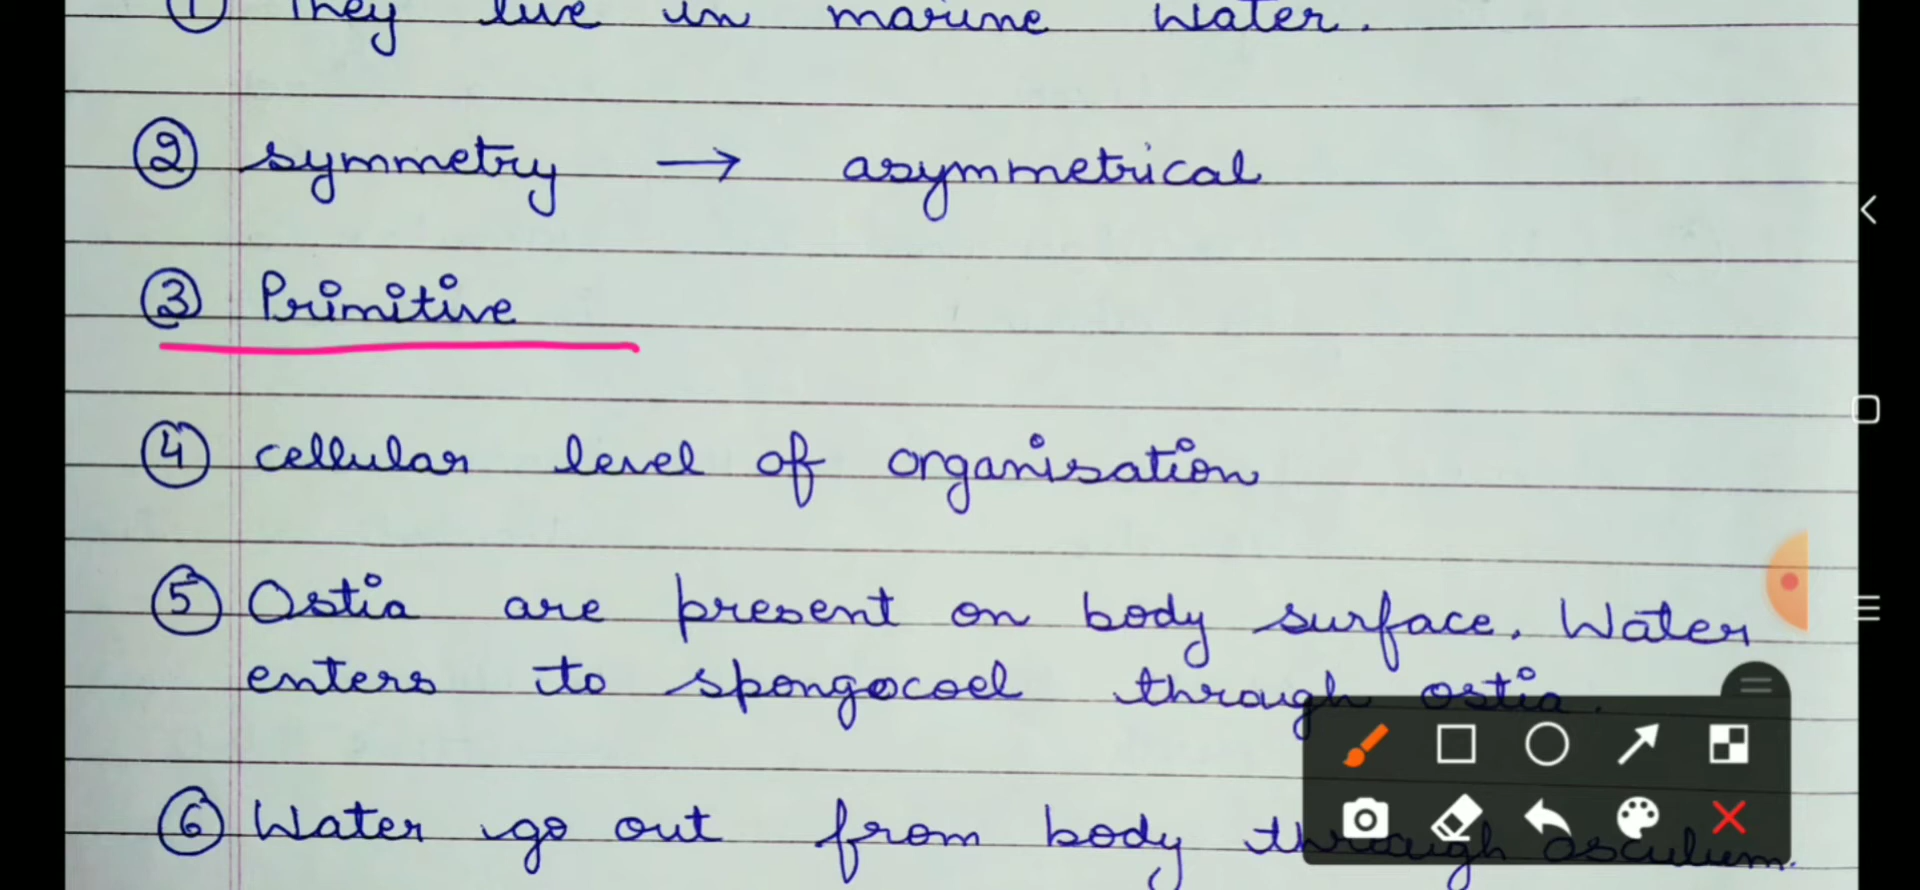 ① They live in marine water.
② symmetry → asymmetrical
③ Primitive
④ cellular level of organisation
⑤ Ostia are present on body surface. Water
enters to spongocoel through ostia.
⑥ Water go out from body through osculum.